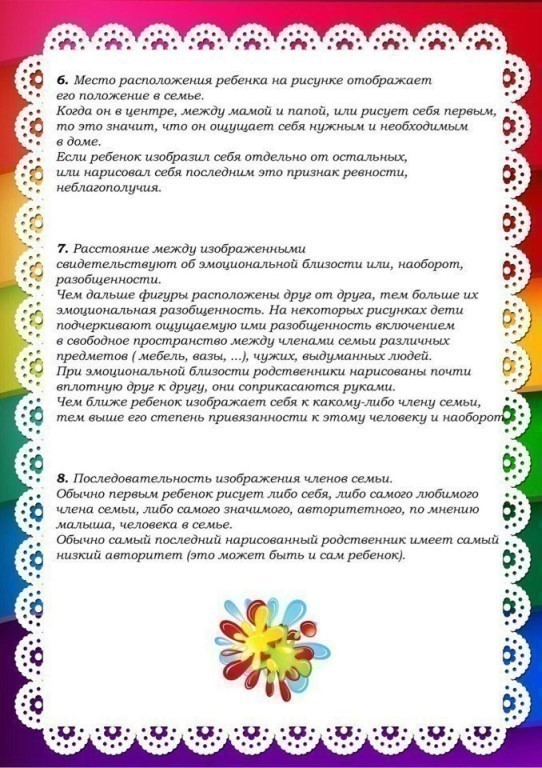 6. Место расположения ребенка на рисунке отображает
его положение в семье.
Когда он в центре, между мамой и папой, или рисует себя первым,
то это значит, что он ощущает себя нужным и необходимым
в доме.
Если ребенок изобразил себя отдельно от остальных,
или нарисовал себя последним это признак ревности,
неблагополучия.
7. Расстояние между изображенными
свидетельствуют об эмоциональной близости или, наоборот,
разобщенности.
Чем дальше фигуры расположены друг от друга, тем больше их
эмоциональная разобщенность. На некоторых рисунках дети
подчеркивают ощущаемую ими разобщенность включением
в свободное пространство между членами семьи различных
предметов ( мебель, вазы, ...), чужих, выдуманных людей.
При эмоциональной близости родственники нарисованы почти
вплотную друг к другу, они соприкасаются руками.
Чем ближе ребенок изображает себя к какому-либо члену семьи,
тем выше его степень привязанности к этому человеку и наоборот
8. Последовательность изображения членов семьи.
Обычно первым ребенок рисует либо себя, либо самого любимого
члена семьи, либо самого значимого, авторитетного, по мнению
малыша, человека в семье.
Обычно самый последний нарисованный родственник имеет самый
низкий авторитет (это может быть и сам ребенок).